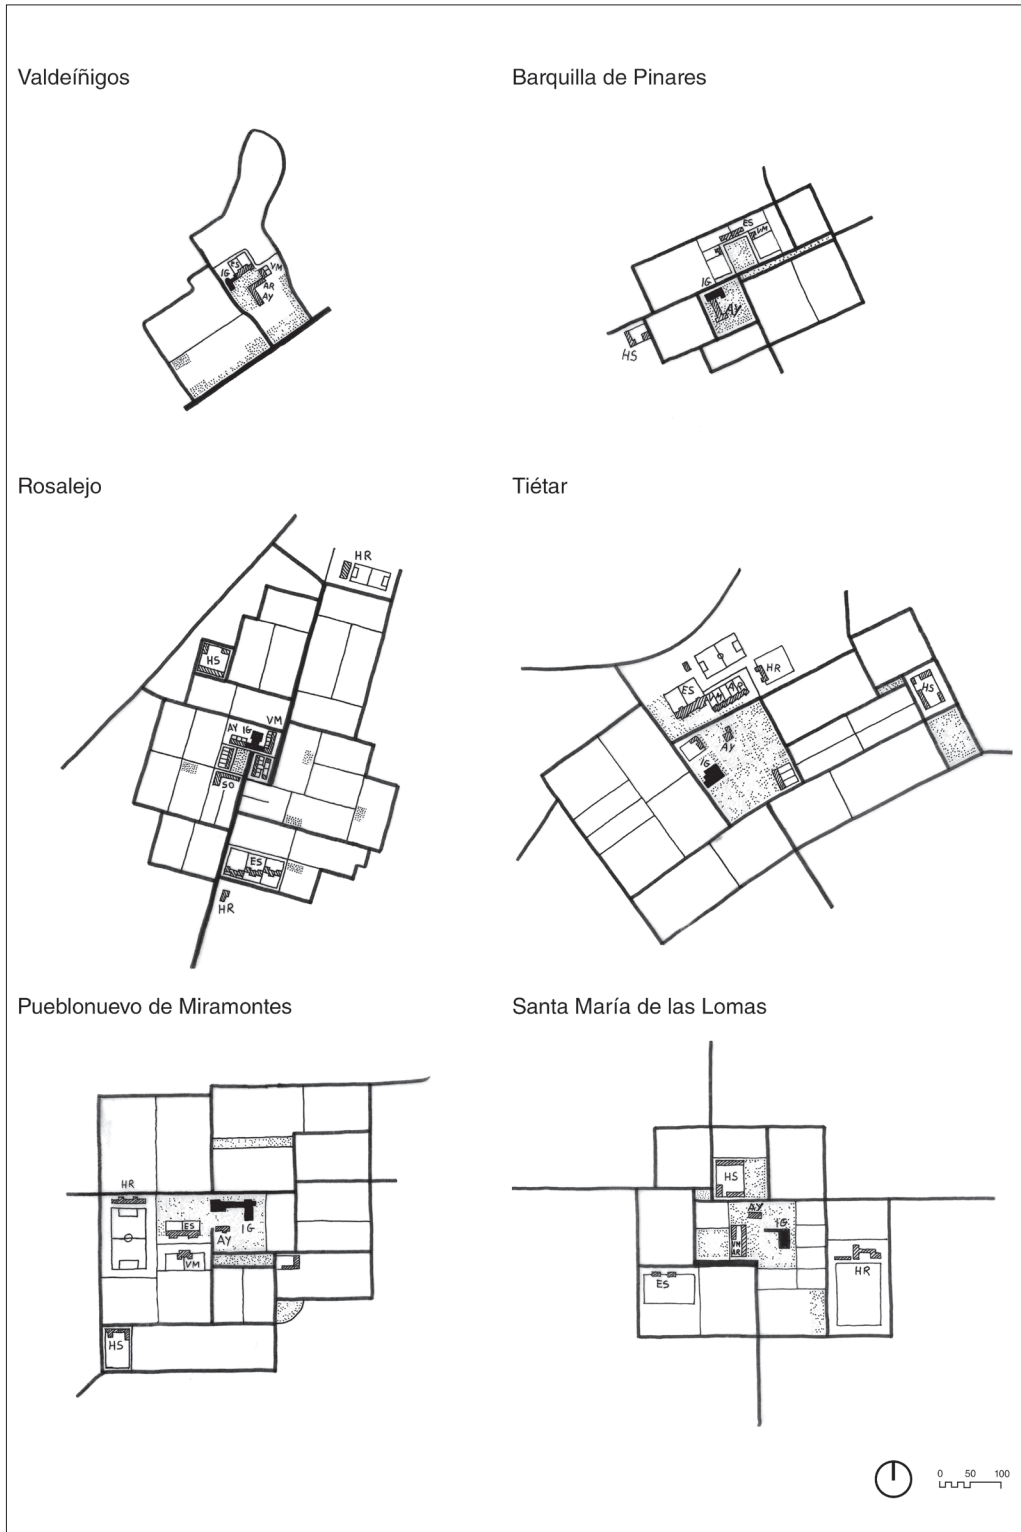 Valdeíñigos
Barquilla de Pinares
ES
IG
VM
AR
AY
ES
VM
IG
AY
HS
Rosalejo
Tiétar
HR
HS
VM
AY IG
SO
ES
HR
ES
VM
HR
AY
IG
HS
Pueblonuevo de Miramontes
Santa María de las Lomas
HR
ES
IG
AY
VM
HS
HS
AY
IG
VM
AR
ES
HR
0 50 100